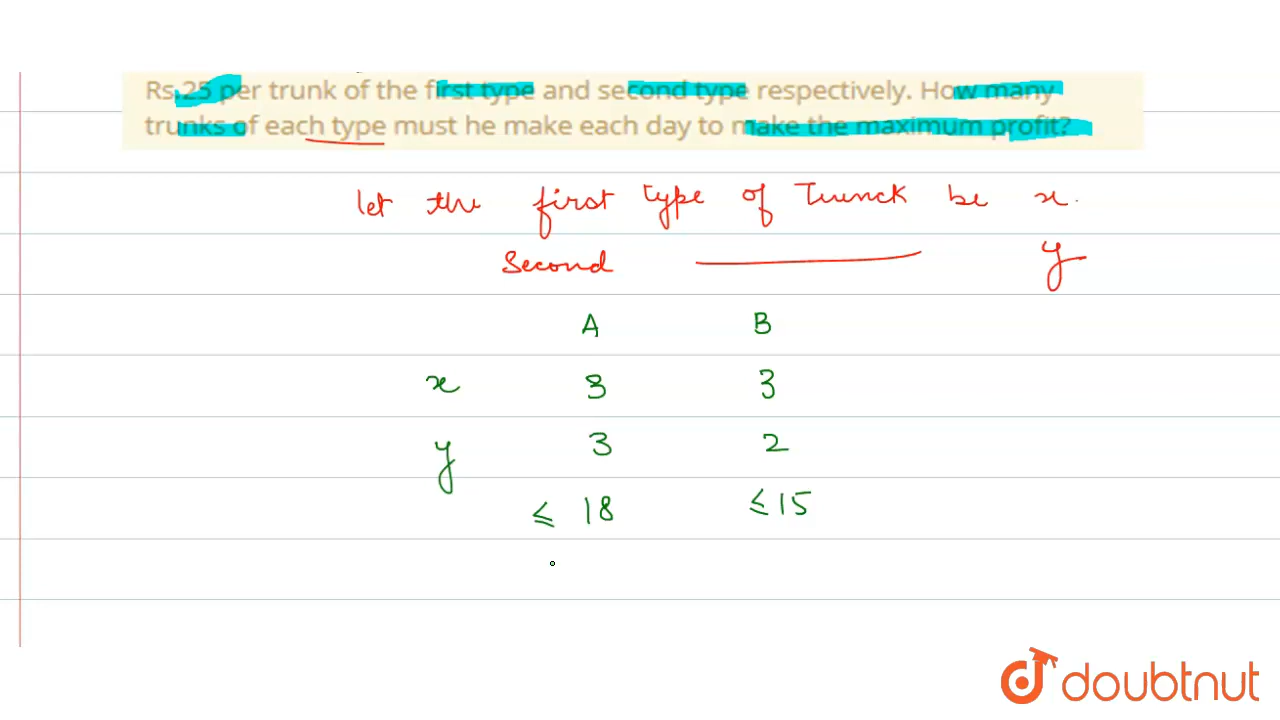 Rs.25 per trunk of the first type and second type respectively. How many
trunks of each type must he make each day to make the maximum profit?
let the first type of Trunck be x.
Second y
A B
x 3 3
y 3 2
≤ 18 ≤ 15
doubtnut